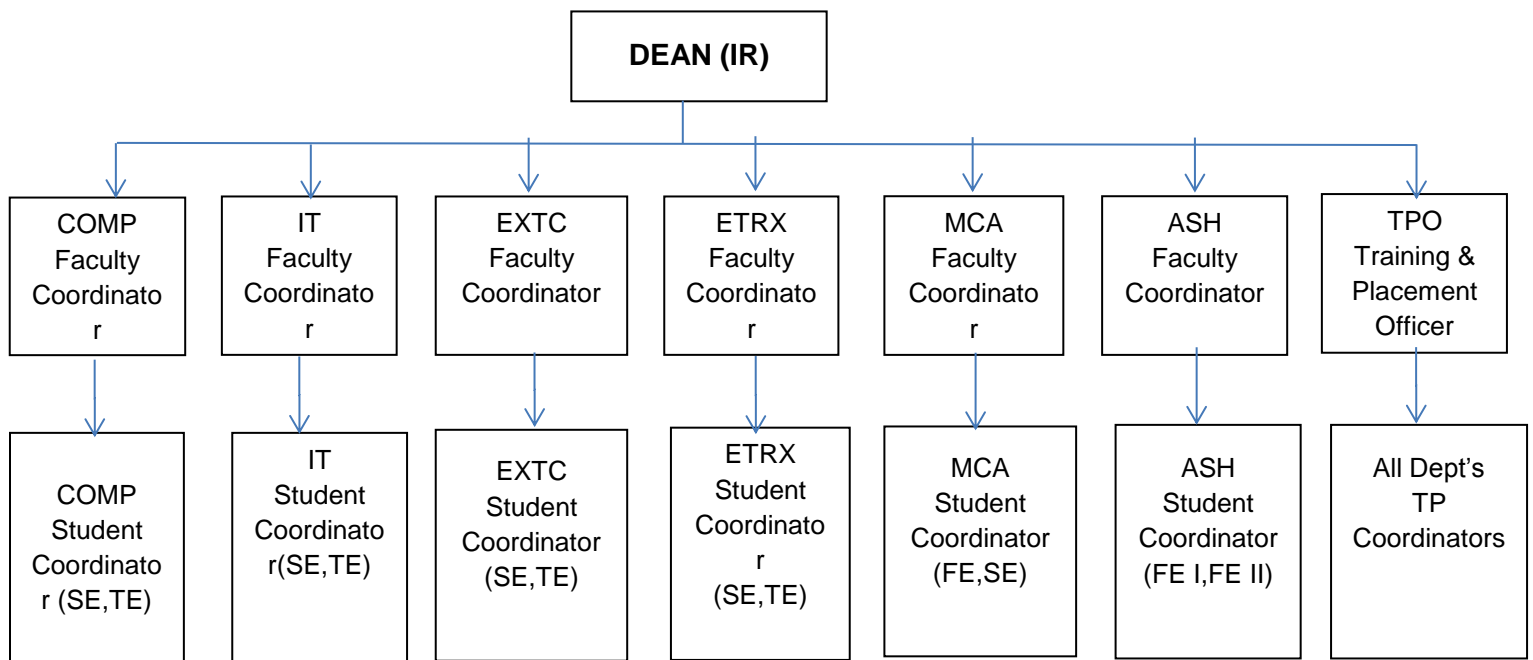 DEAN (IR)
COMP
Faculty
Coordinato
r
IT
Faculty
Coordinato
r
EXTC
Faculty
Coordinator
ETRX
Faculty
Coordinato
r
MCA
Faculty
Coordinato
r
ASH
Faculty
Coordinator
TPO
Training &
Placement
Officer
COMP
Student
Coordinato
r (SE,TE)
IT
Student
Coordinato
r(SE,TE)
EXTC
Student
Coordinator
(SE,TE)
ETRX
Student
Coordinato
r
(SE,TE)
MCA
Student
Coordinator
(FE,SE)
ASH
Student
Coordinator
(FE I,FE II)
All Dept’s
TP
Coordinators